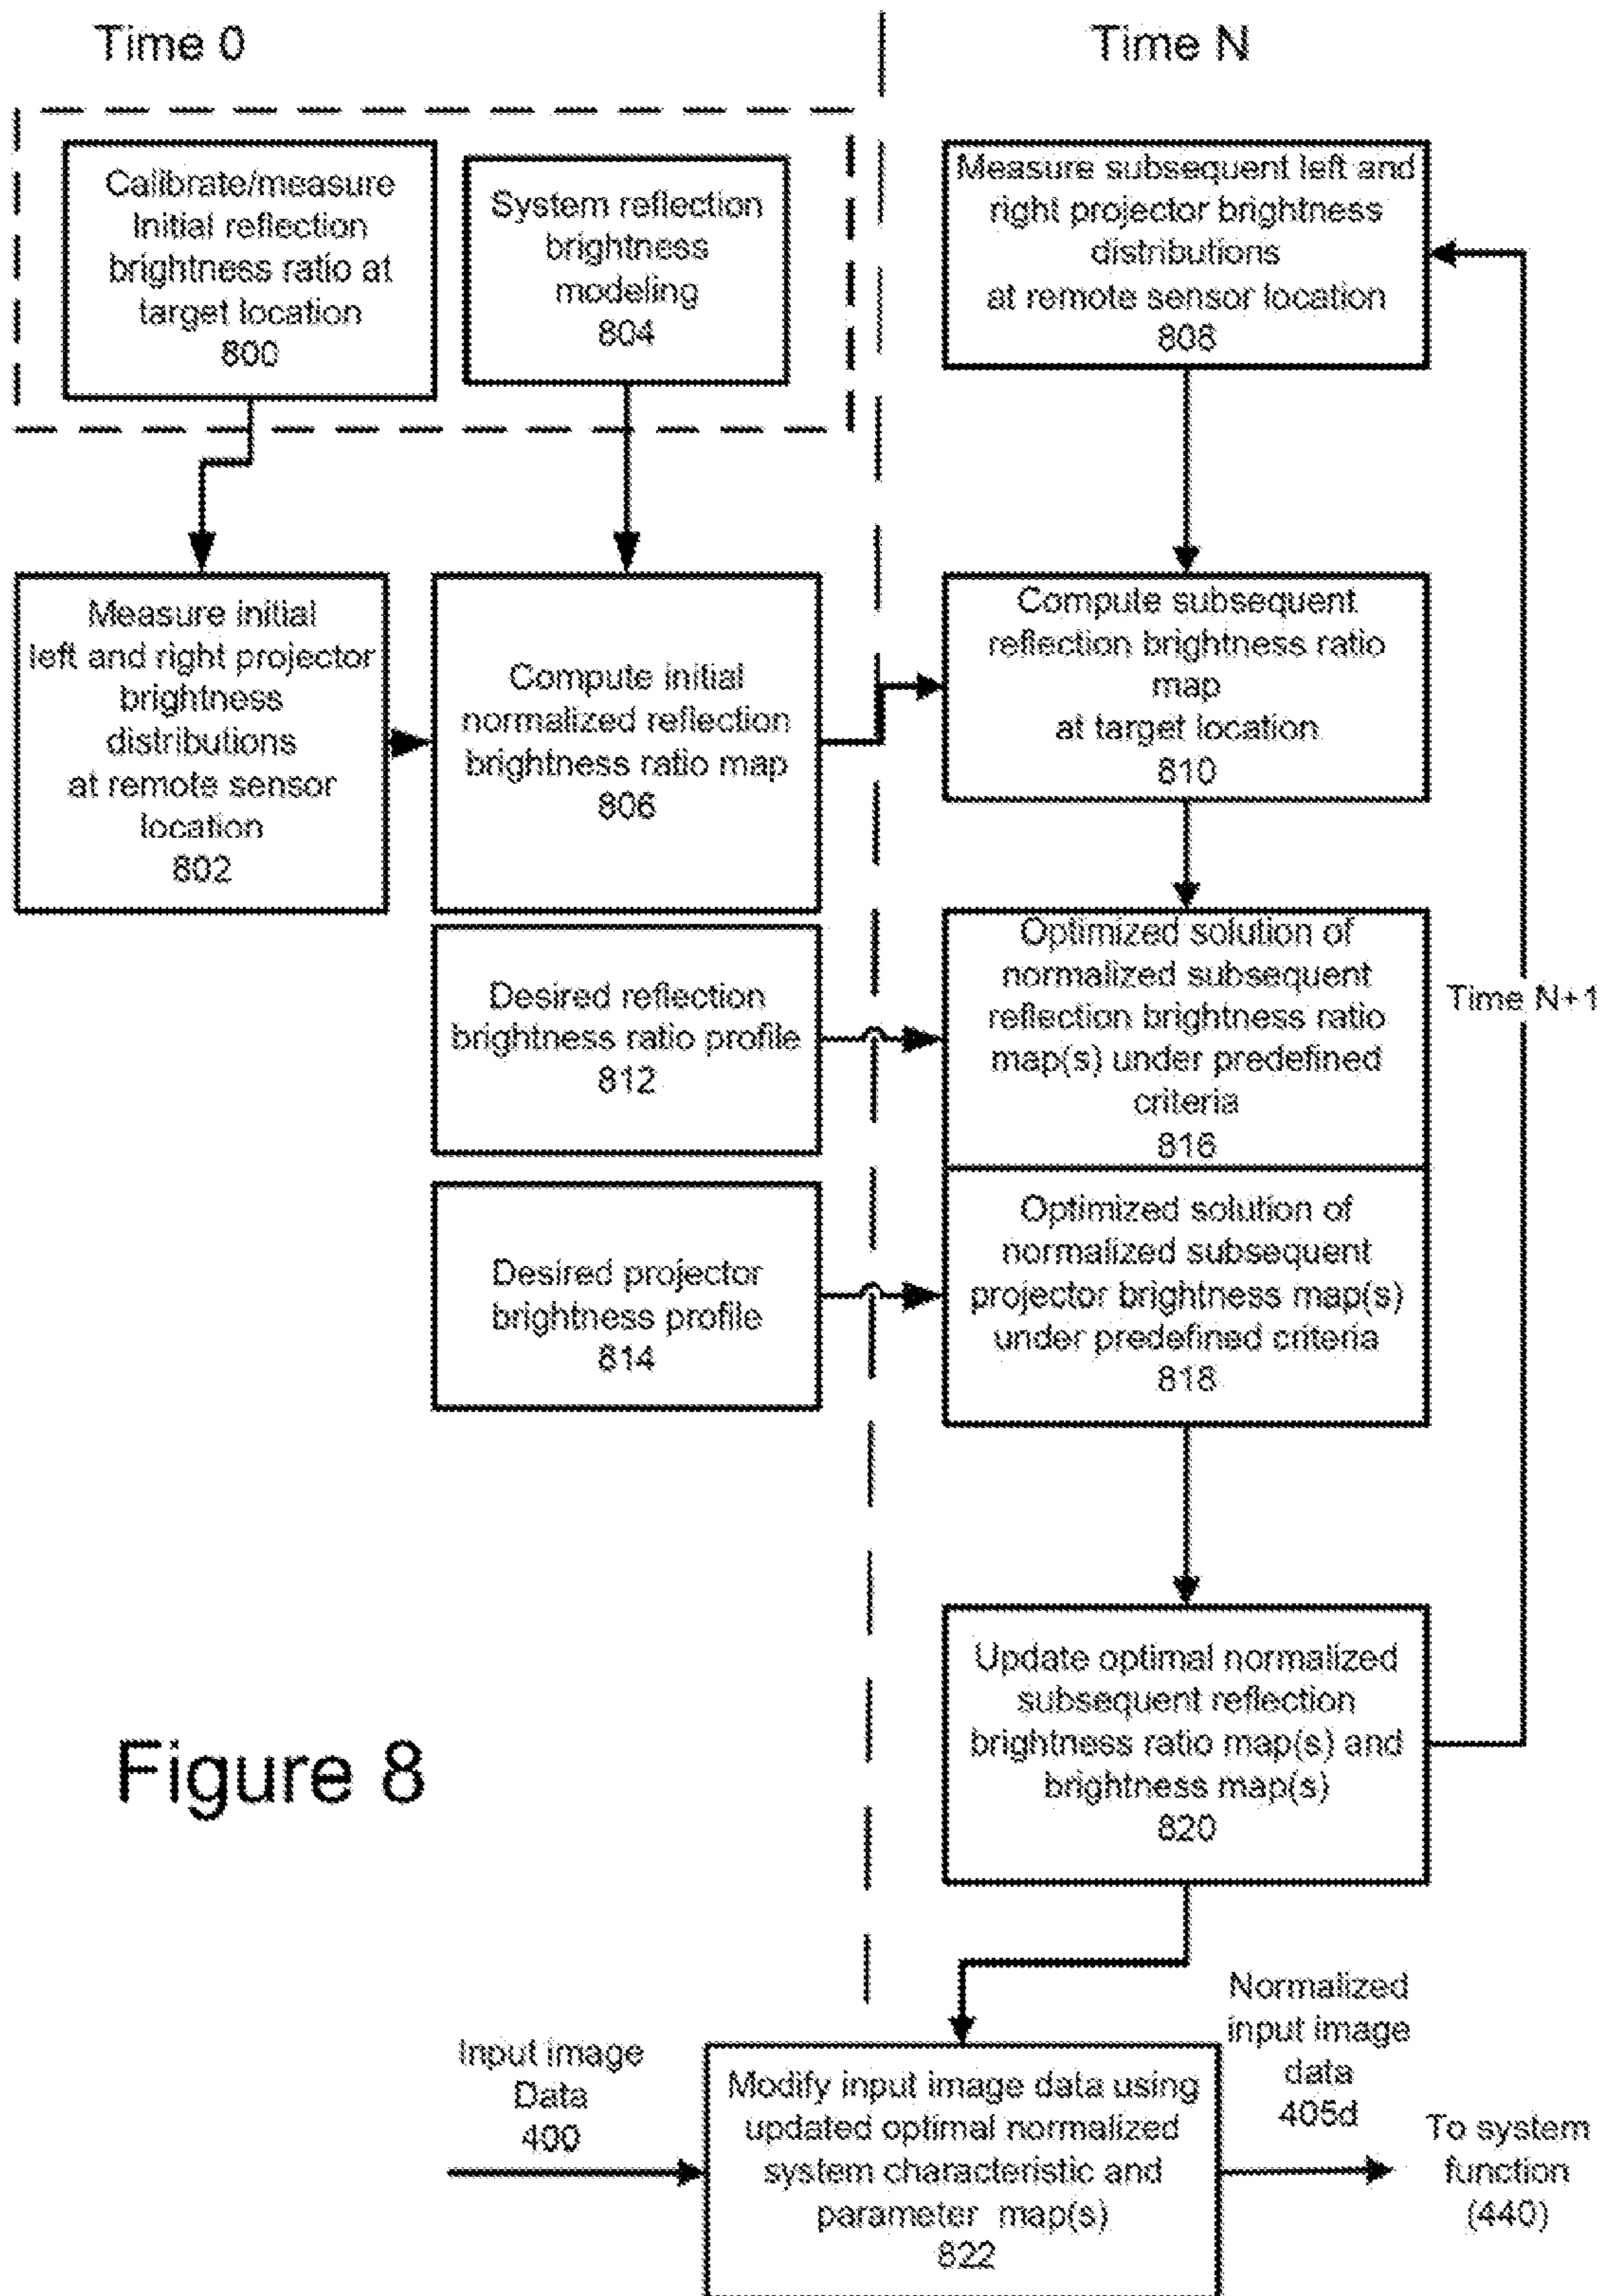 Time 0
Time N
Calibrate/measure
Initial reflection
brightness ratio at
target location
800
System reflection
brightness
modeling
804
Measure subsequent left and
right projector brightness
distributions
at remote sensor location
808
Measure initial
left and right projector
brightness
distributions
at remote sensor
location
802
Compute initial
normalized reflection
brightness ratio map
806
Compute subsequent
reflection brightness ratio
map
at target location
810
Desired reflection
brightness ratio profile
812
Optimized solution of
normalized subsequent
reflection brightness ratio
map(s) under predefined
criteria
816
Time N+1
Desired projector
brightness profile
814
Optimized solution of
normalized subsequent
projector brightness map(s)
under predefined criteria
818
Update optimal normalized
subsequent reflection
brightness ratio map(s) and
brightness map(s)
820
Figure 8
Input image
Data
400
Modify input image data using
updated optimal normalized
system characteristic and
parameter map(s)
822
Normalized
input image
data
405d
To system
function
(440)